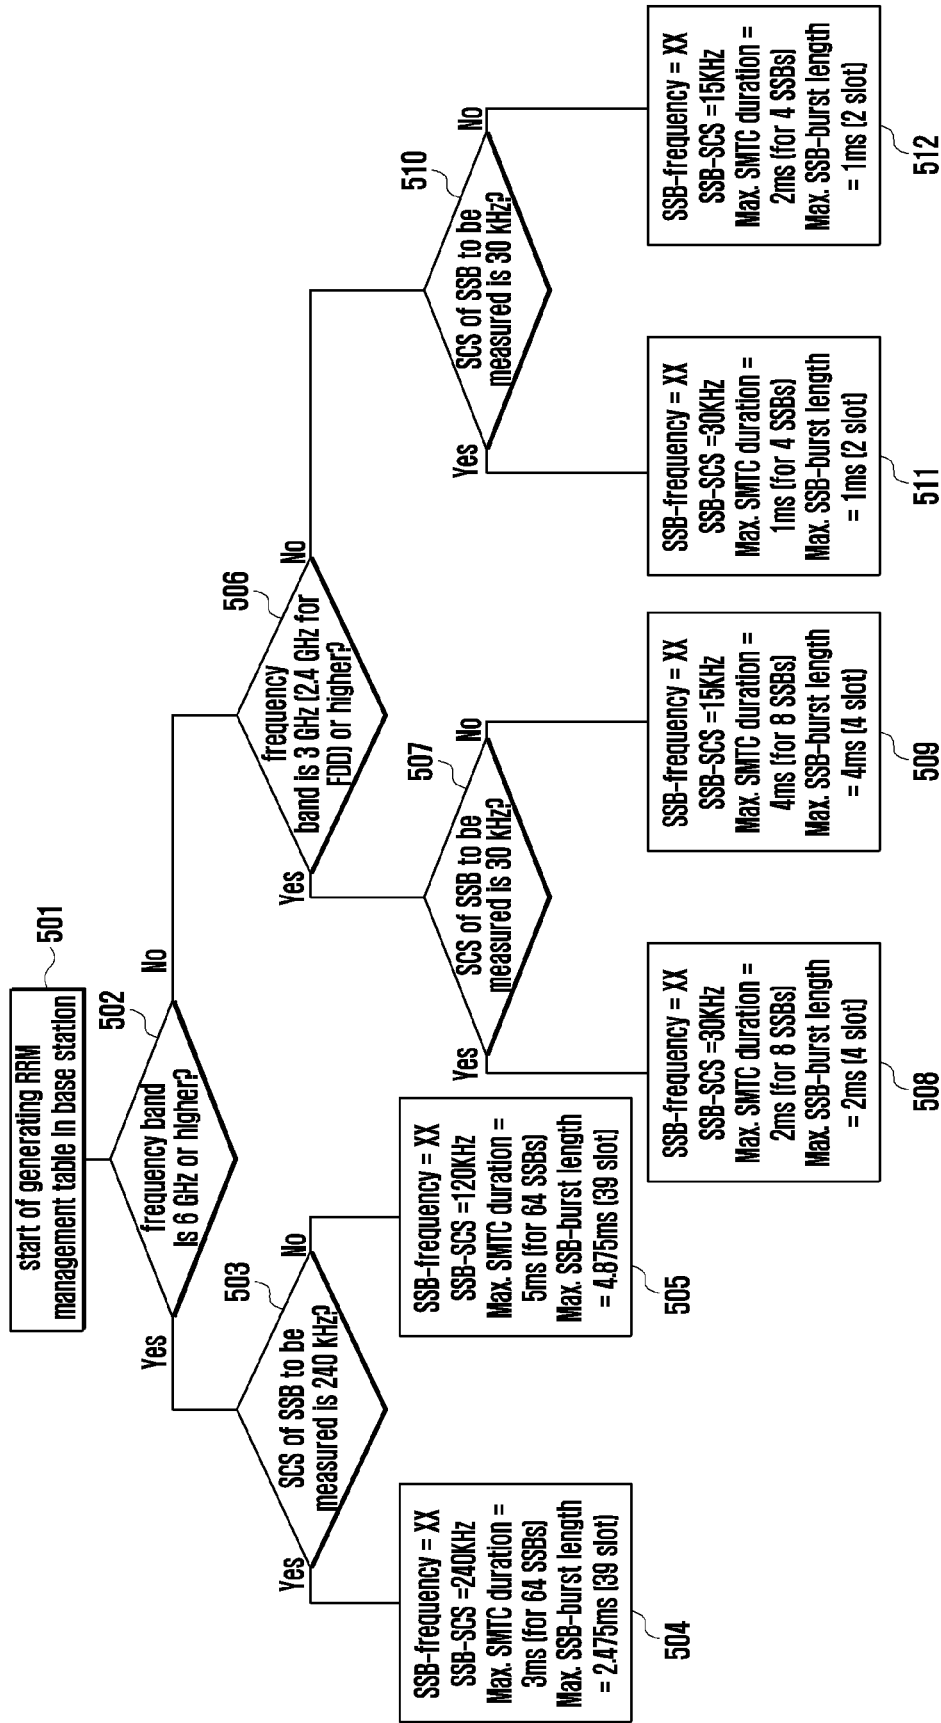 start of generating RRM
management table in base station
501
frequency band
is 6 GHz or higher?
502
Yes
No
SCS of SSB to be
measured is 240 kHz?
503
Yes
No
SSB-frequency = XX
SSB-SCS =240KHz
Max. SMTC duration =
3ms (for 64 SSBs)
Max. SSB-burst length
= 2.475ms (39 slot)
504
SSB-frequency = XX
SSB-SCS =120KHz
Max. SMTC duration =
5ms (for 64 SSBs)
Max. SSB-burst length
= 4.875ms (39 slot)
505
frequency
band is 3 GHz (2.4 GHz for
FDD) or higher?
506
Yes
No
SCS of SSB to be
measured is 30 kHz?
507
Yes
No
SSB-frequency = XX
SSB-SCS =30KHz
Max. SMTC duration =
2ms (for 8 SSBs)
Max. SSB-burst length
= 2ms (4 slot)
508
SSB-frequency = XX
SSB-SCS =15KHz
Max. SMTC duration =
4ms (for 8 SSBs)
Max. SSB-burst length
= 4ms (4 slot)
509
SCS of SSB to be
measured is 30 kHz?
510
Yes
No
SSB-frequency = XX
SSB-SCS =30KHz
Max. SMTC duration =
1ms (for 4 SSBs)
Max. SSB-burst length
= 1ms (2 slot)
511
SSB-frequency = XX
SSB-SCS =15KHz
Max. SMTC duration =
2ms (for 4 SSBs)
Max. SSB-burst length
= 1ms (2 slot)
512